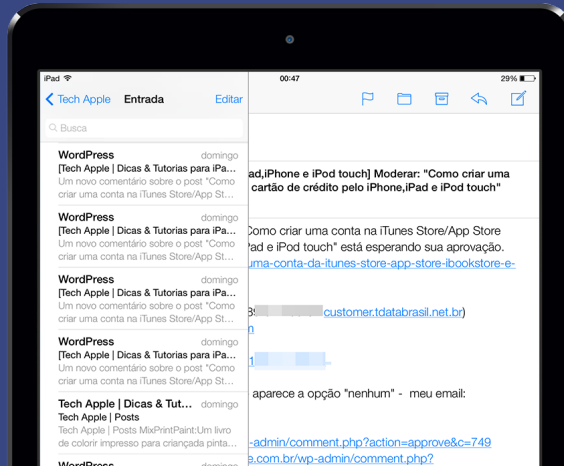 iPad
00:47
29%
Tech Apple
Entrada
Editar
Busca
WordPress domingo
[Tech Apple | Dicas & Tutorias para iPa...
Um novo comentário sobre o post "Como
criar uma conta na iTunes Store/App St...
WordPress domingo
[Tech Apple | Dicas & Tutorias para iPa...
Um novo comentário sobre o post "Como
criar uma conta na iTunes Store/App St...
WordPress domingo
[Tech Apple | Dicas & Tutorias para iPa...
Um novo comentário sobre o post "Como
criar uma conta na iTunes Store/App St...
WordPress domingo
[Tech Apple | Dicas & Tutorias para iPa...
Um novo comentário sobre o post "Como
criar uma conta na iTunes Store/App St...
Tech Apple | Dicas & Tut... domingo
Tech Apple | Posts
Tech Apple | Posts MixPrintPaint:Um livro
de colorir impresso para criançada pinta...
WordPress domingo
ad,iPhone e iPod touch] Moderar: "Como criar uma
cartão de crédito pelo iPhone,iPad e iPod touch"
Como criar uma conta na iTunes Store/App Store
Pad e iPod touch" está esperando sua aprovação.
uma-conta-da-itunes-store-app-store-ibookstore-e-
customer.tdatabrasil.net.br)
aparece a opção "nenhum" - meu email:
-admin/comment.php?action=approve&c=749
e.com.br/wp-admin/comment.php?